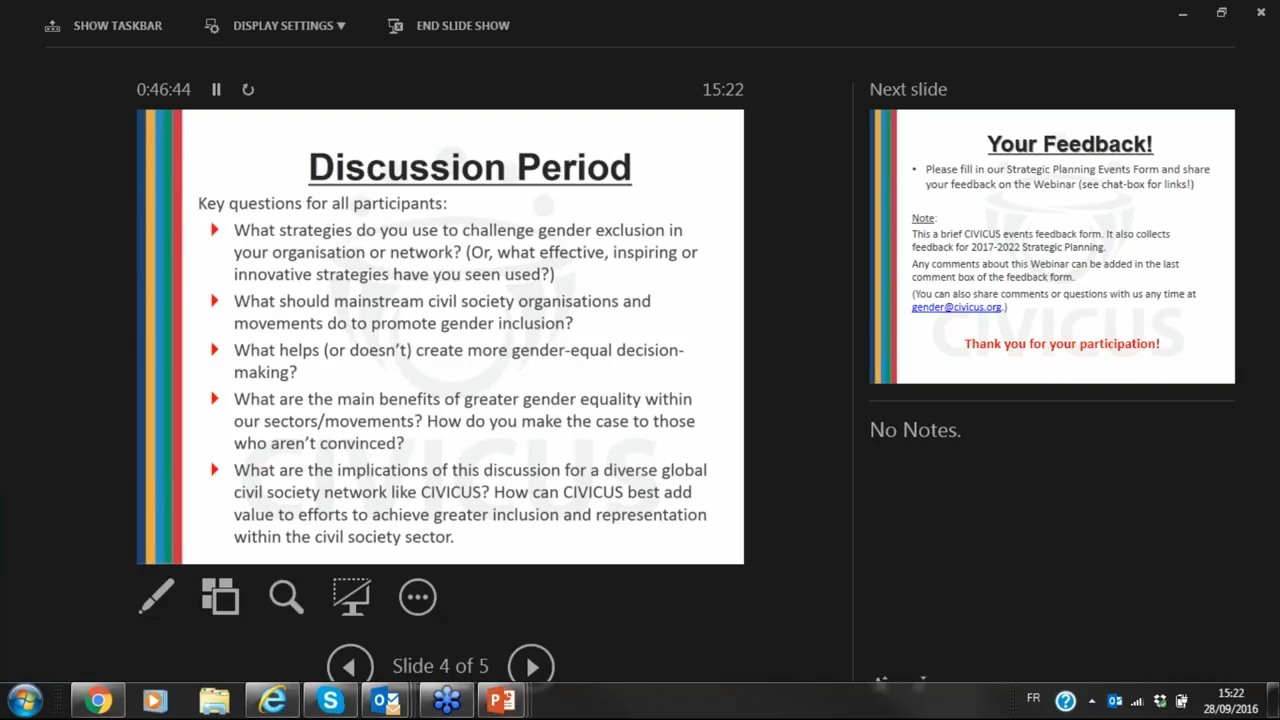 SHOW TASKBAR
DISPLAY SETTINGS ▼
END SLIDE SHOW
0:46:44
15:22
Discussion Period
Key questions for all participants:
What strategies do you use to challenge gender exclusion in
your organisation or network? (Or, what effective, inspiring or
innovative strategies have you seen used?)
What should mainstream civil society organisations and
movements do to promote gender inclusion?
What helps (or doesn’t) create more gender-equal decision-
making?
What are the main benefits of greater gender equality within
our sectors/movements? How do you make the case to those
who aren’t convinced?
What are the implications of this discussion for a diverse global
civil society network like CIVICUS? How can CIVICUS best add
value to efforts to achieve greater inclusion and representation
within the civil society sector.
CIVICUS
Next slide
Your Feedback!
• Please fill in our Strategic Planning Events Form and share
your feedback on the Webinar (see chat-box for links!)
Note:
This a brief CIVICUS events feedback form. It also collects
feedback for 2017-2022 Strategic Planning.
Any comments about this Webinar can be added in the last
comment box of the feedback form.
(You can also share comments or questions with us any time at
gender@civicus.org.)
Thank you for your participation!
CIVICUS
No Notes.
Slide 4 of 5
FR
15:22
28/09/2016